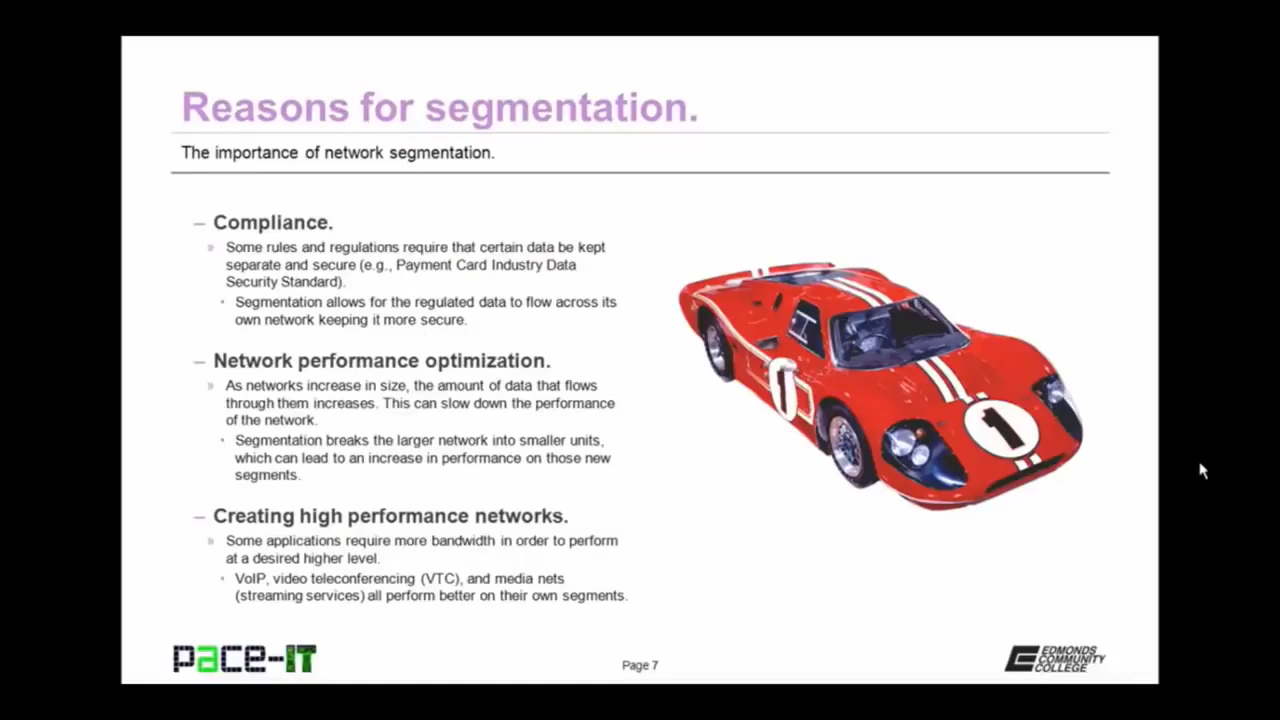 Reasons for segmentation.
The importance of network segmentation.
– Compliance.
» Some rules and regulations require that certain data be kept
separate and secure (e.g., Payment Card Industry Data
Security Standard).
· Segmentation allows for the regulated data to flow across its
own network keeping it more secure.
– Network performance optimization.
» As networks increase in size, the amount of data that flows
through them increases. This can slow down the performance
of the network.
· Segmentation breaks the larger network into smaller units,
which can lead to an increase in performance on those new
segments.
– Creating high performance networks.
» Some applications require more bandwidth in order to perform
at a desired higher level.
· VoIP, video teleconferencing (VTC), and media nets
(streaming services) all perform better on their own segments.
1
1
pace-IT
Page 7
EDMONDS
COMMUNITY
COLLEGE